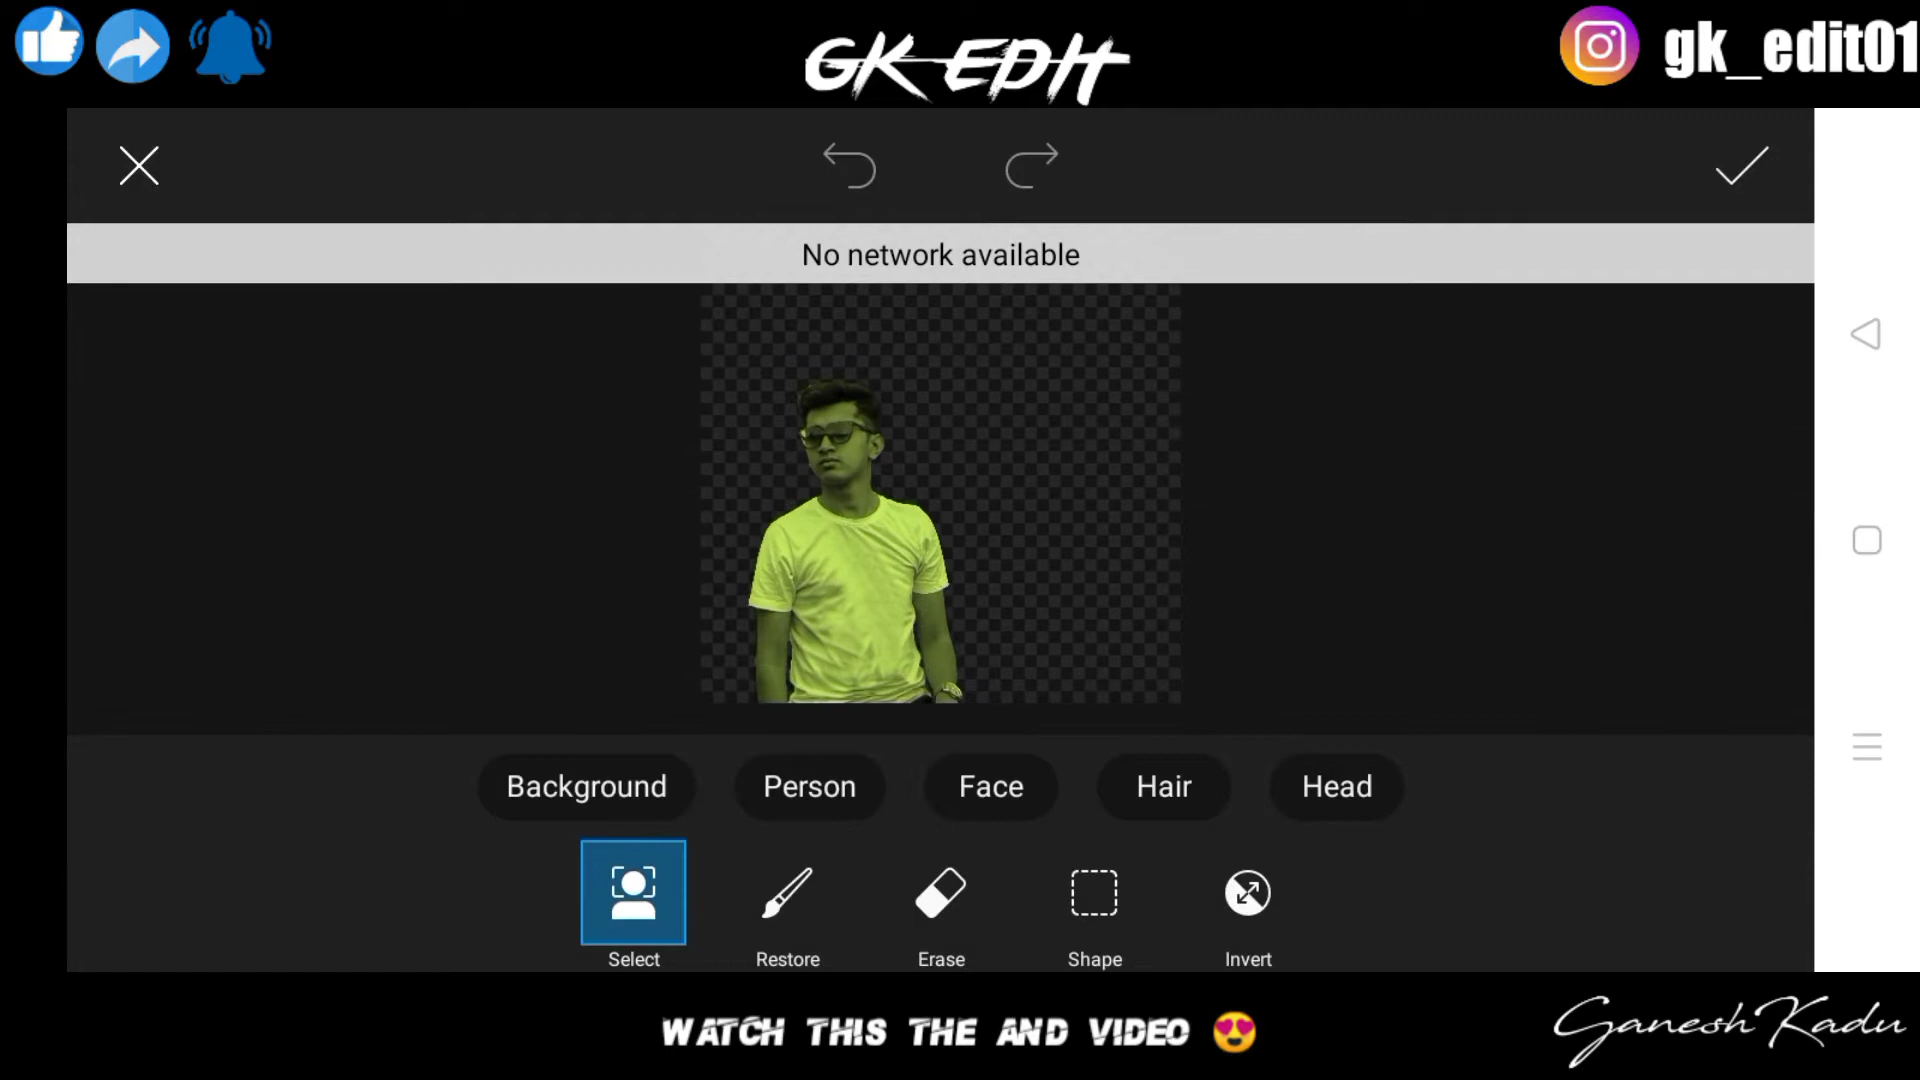 GK EDIT
gk_edit01
No network available
Background Person Face Hair Head
Select Restore Erase Shape Invert
WATCH THIS THE AND VIDEO 😍
Ganesh Kadu